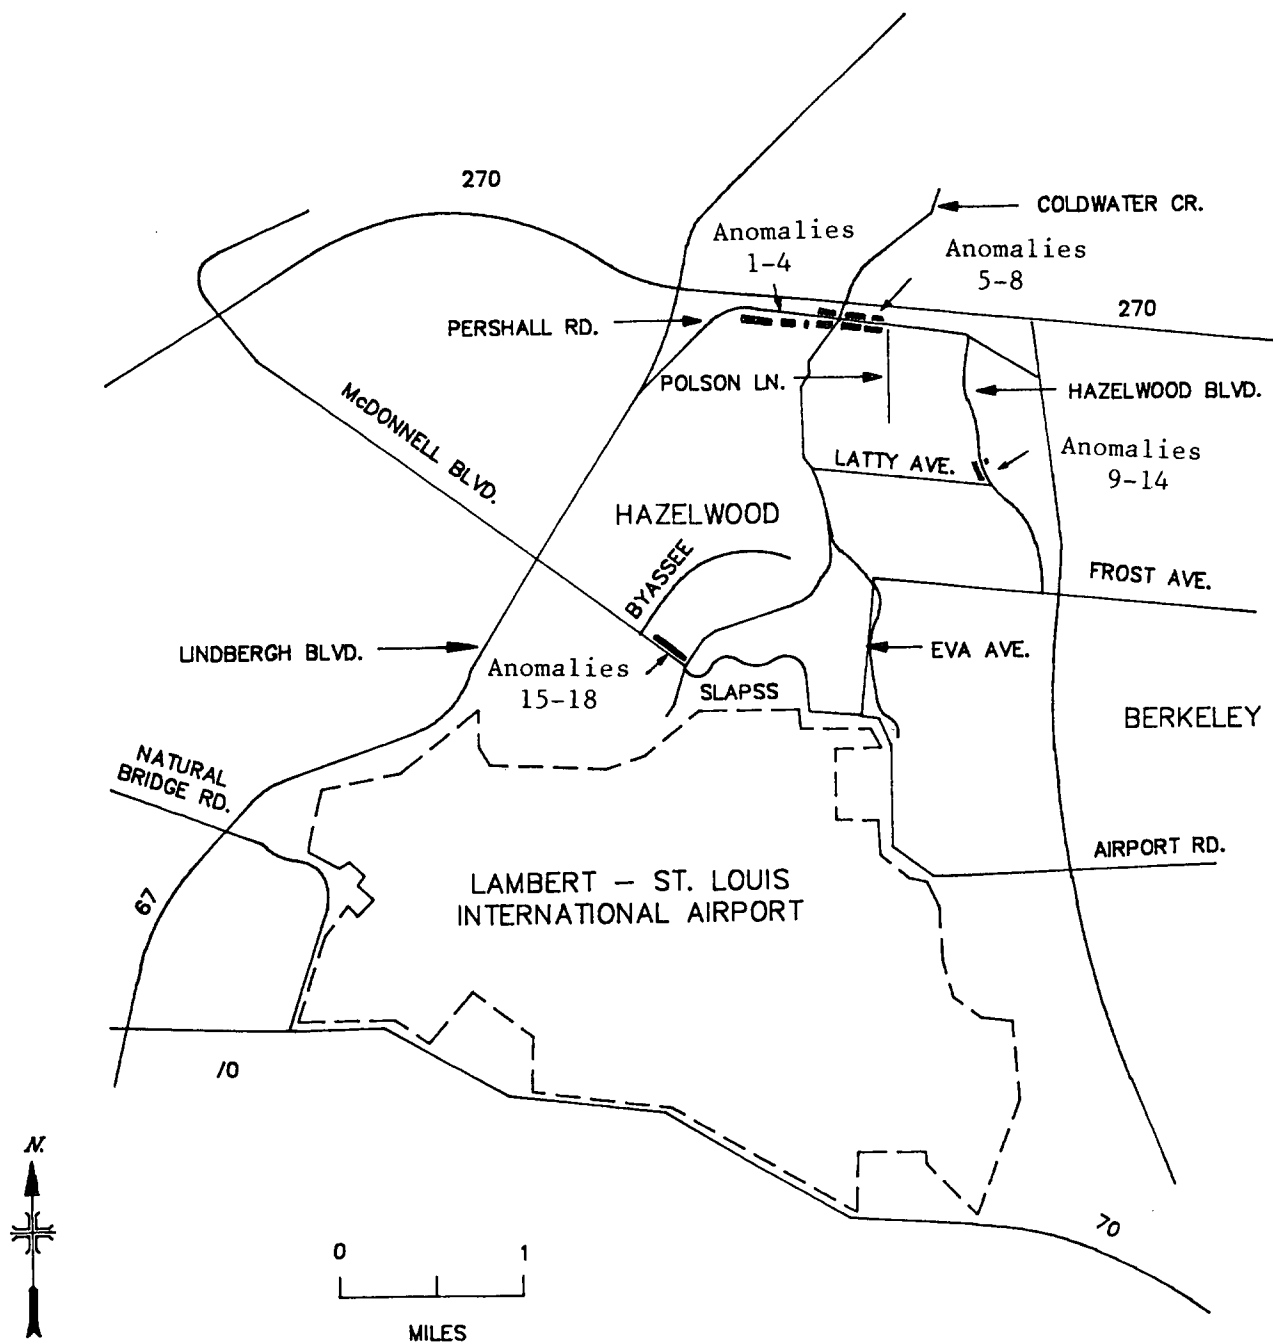 270
COLDWATER CR.
Anomalies
1-4
Anomalies
5-8
270
PERSHALL RD.
POLSON LN.
HAZELWOOD BLVD.
McDONNELL BLVD.
LATTY AVE.
Anomalies
9-14
HAZELWOOD
BYASSEE
FROST AVE.
LINDBERGH BLVD.
EVA AVE.
Anomalies
15-18
SLAPSS
BERKELEY
NATURAL
BRIDGE RD.
AIRPORT RD.
67
LAMBERT – ST. LOUIS
INTERNATIONAL AIRPORT
70
N.
70
0 1
MILES